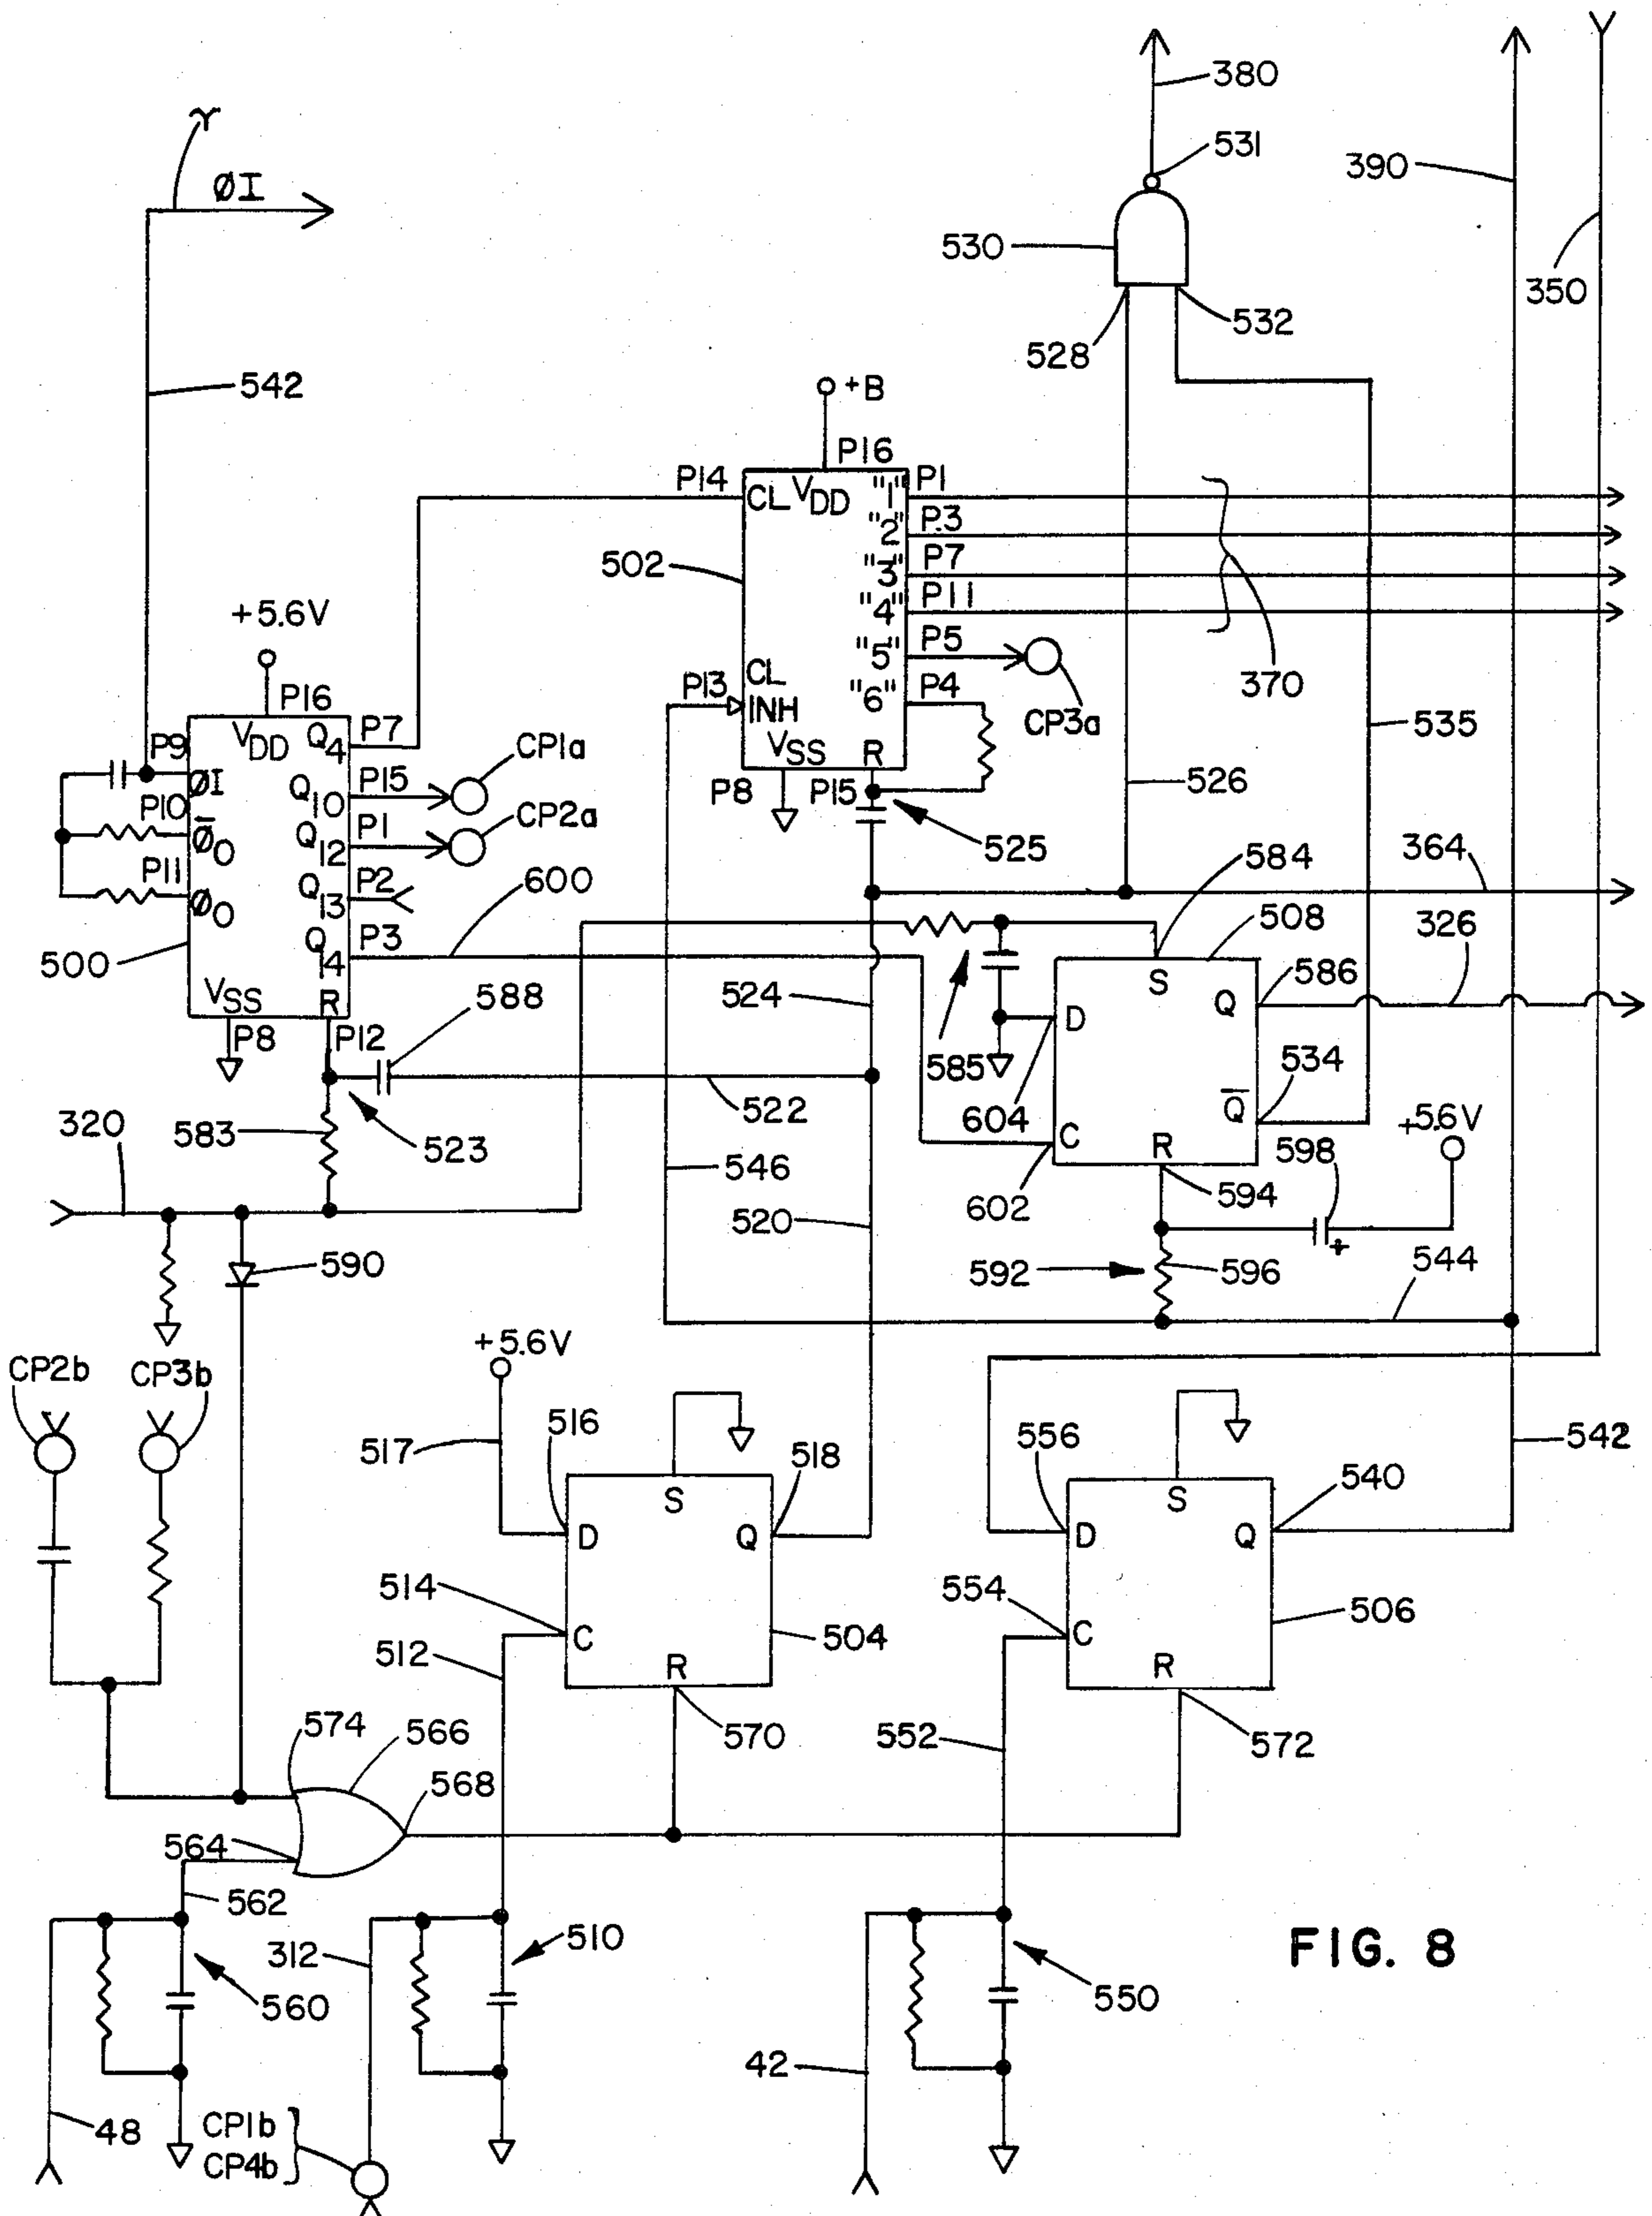 380
γ
531
ØI
390
530
350
532
528
542
+B
P16
P14
CL
VDD
"1"
P1
"2"
P3
502
"3"
P7
"4"
P11
+5.6V
"5"
P5
CL
370
P13
"6"
P4
P16
INH
CP3a
535
P9
VDD
Q4
P7
CP1a
VSS
R
526
ØI
P15
P8
P15
P10
Q10
CP2a
Ø̅O
P1
525
P11
Q12
584
364
P2
600
ØO
Q13
508
P3
326
500
Q14
588
586
VSS
R
524
S
Q
P8
P12
D
585
534
522
Q̅
320
583
604
+5.6V
523
C
598
546
R
594
602
520
590
592
596
544
+
+5.6V
CP2b
CP3b
516
556
517
518
542
S
S
540
D
Q
D
Q
514
554
506
C
504
C
512
R
R
574
566
570
552
572
568
564
562
312
510
FIG. 8
560
550
42
48
CP1b
CP4b